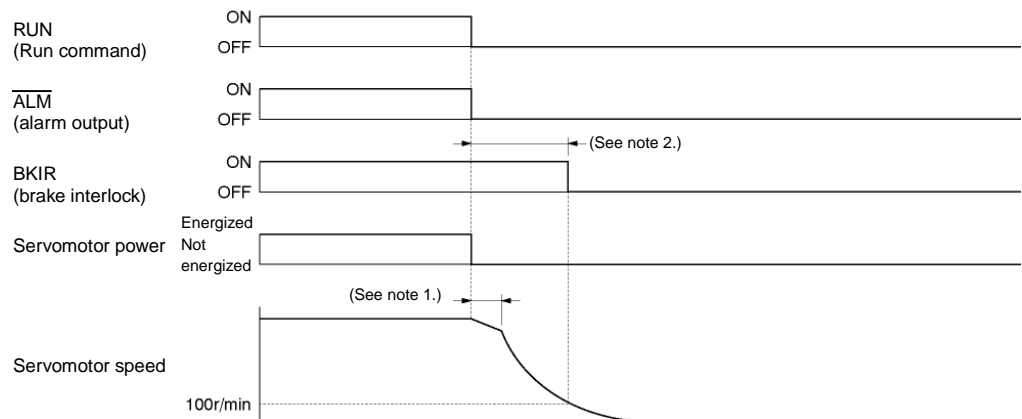 RUN
(Run command)
ON
OFF
ALM
(alarm output)
ON
OFF
(See note 2.)
BKIR
(brake interlock)
ON
OFF
Servomotor power
Energized
Not
energized
(See note 1.)
Servomotor speed
100r/min